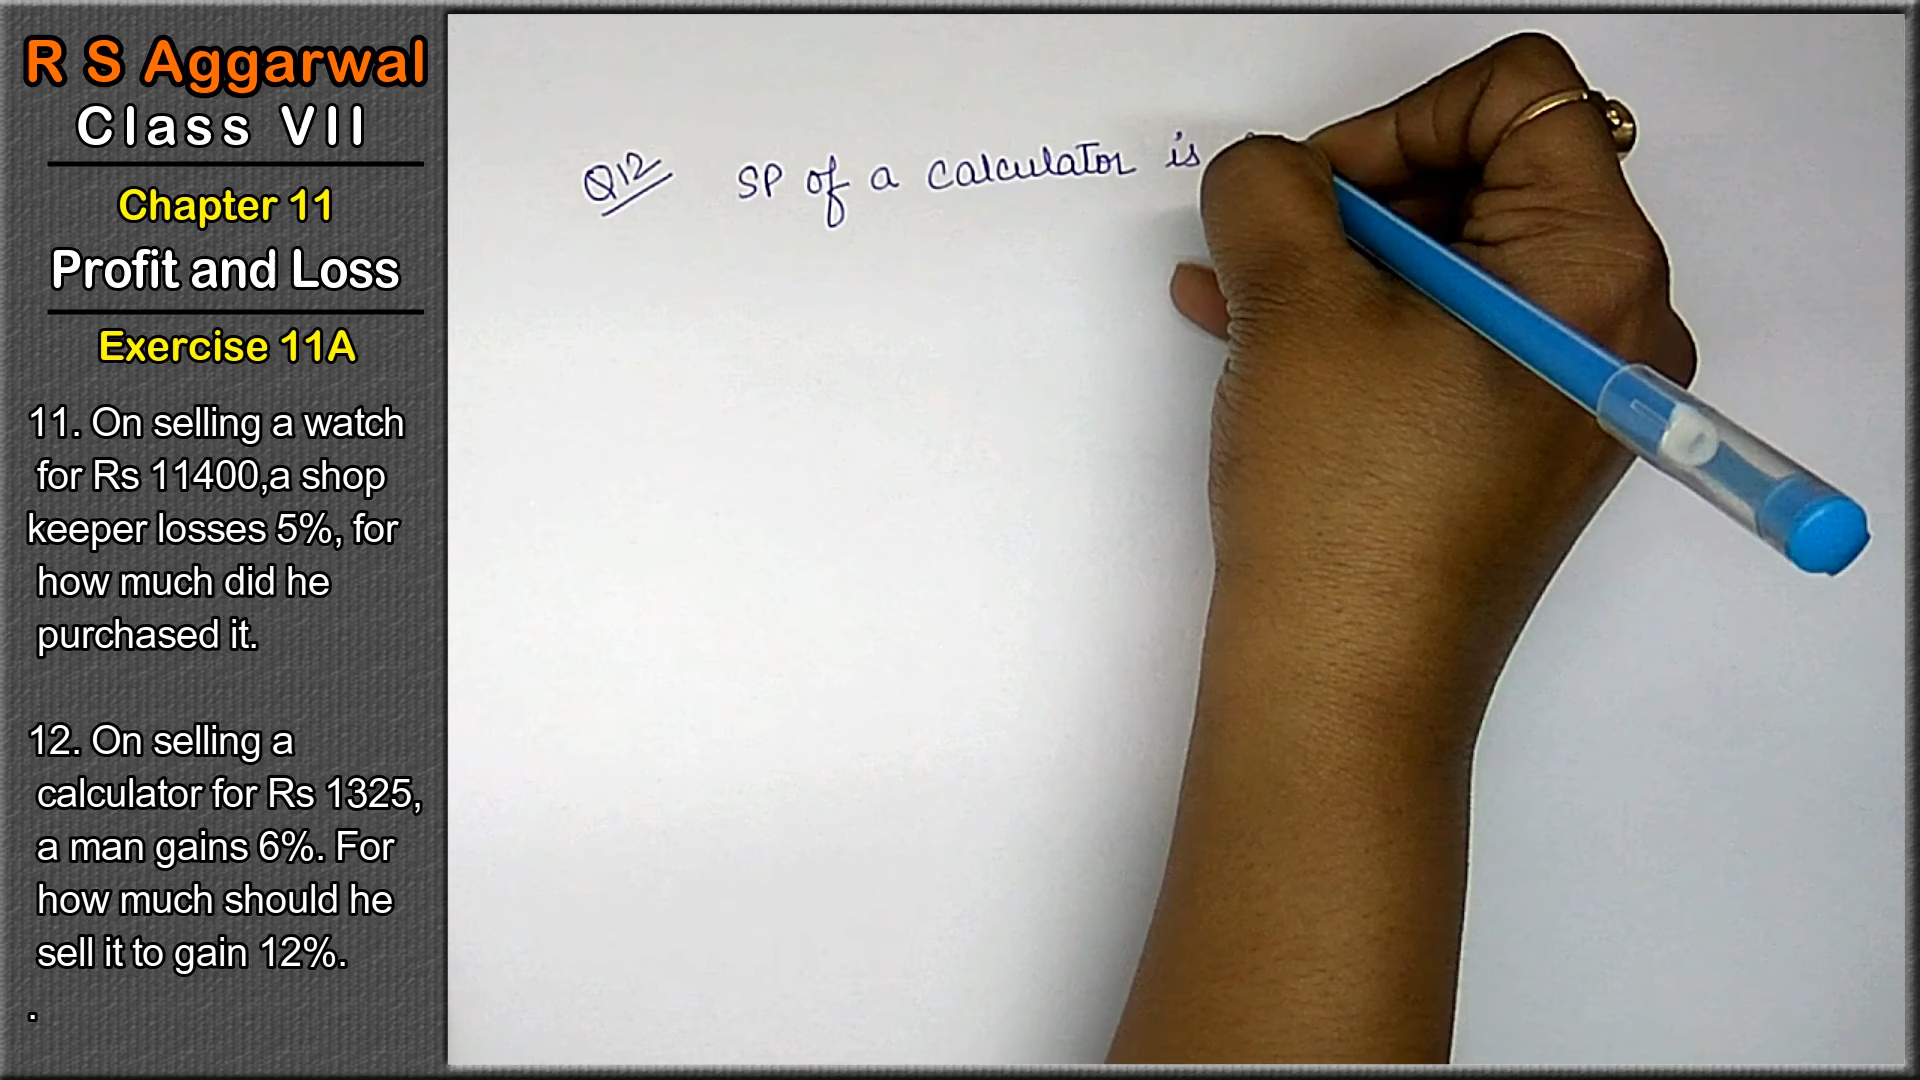 R S Aggarwal
Class VII
Chapter 11
Profit and Loss
Exercise 11A
11. On selling a watch
for Rs 11400,a shop
keeper losses 5%, for
how much did he
purchased it.
12. On selling a
calculator for Rs 1325,
a man gains 6%. For
how much should he
sell it to gain 12%.
.
Q12 SP of a calculator is